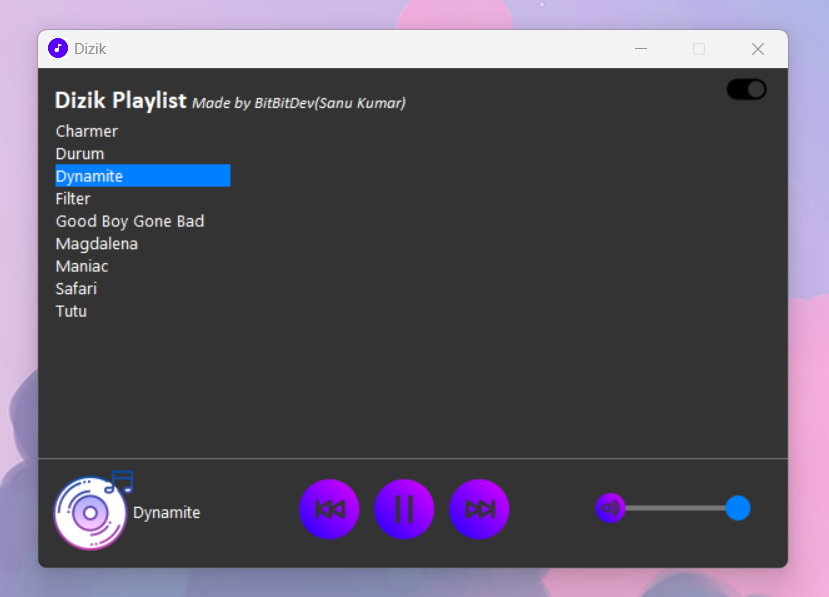 Dizik
Dizik Playlist Made by BitBitDev(Sanu Kumar)
Charmer
Durum
Dynamite
Filter
Good Boy Gone Bad
Magdalena
Maniac
Safari
Tutu
Dynamite